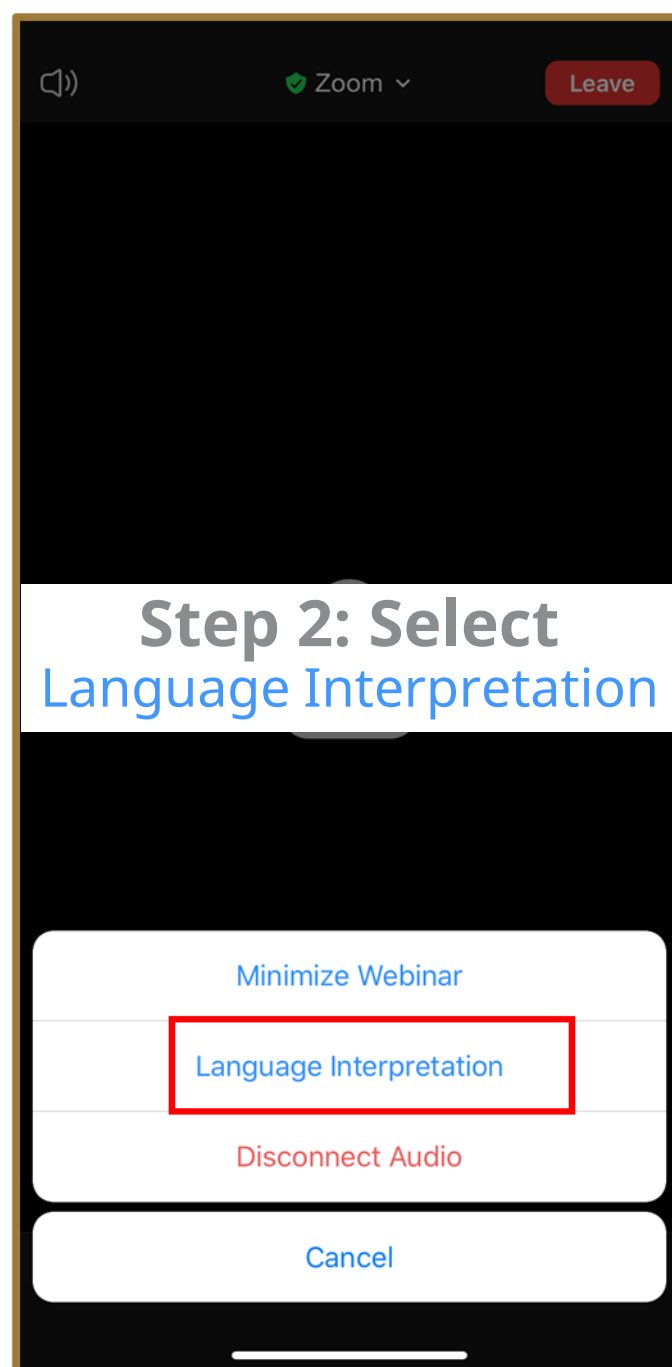 Zoom
Leave
Step 2: Select
Language Interpretation
Minimize Webinar
Language Interpretation
Disconnect Audio
Cancel